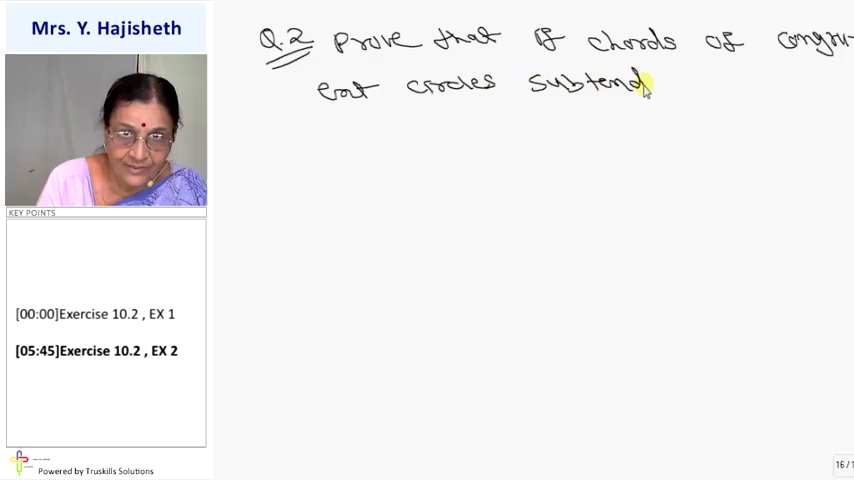 Mrs. Y. Hajisheth
KEY POINTS
[00:00]Exercise 10.2 , EX 1
[05:45]Exercise 10.2 , EX 2
Powered by Truskills Solutions
Q.2 Prove that if chords of congru-
ent circles subtend
16/1